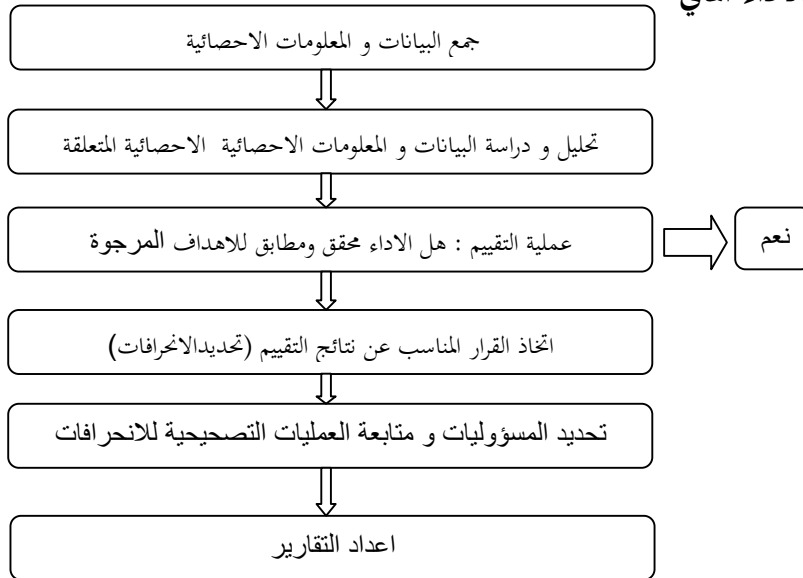 المالي
جمع البيانات و المعلومات الاحصائية
تحليل و دراسة البيانات و المعلومات الاحصائية الاحصائية المتعلقة
عملية التقييم : هل الاداء محقق ومطابق للاهداف المرجوة
نعم
اتخاذ القرار المناسب عن نتائج التقييم (تحديدالانحرافات)
تحديد المسؤوليات و متابعة العمليات التصحيحية للانحرافات
اعداد التقارير